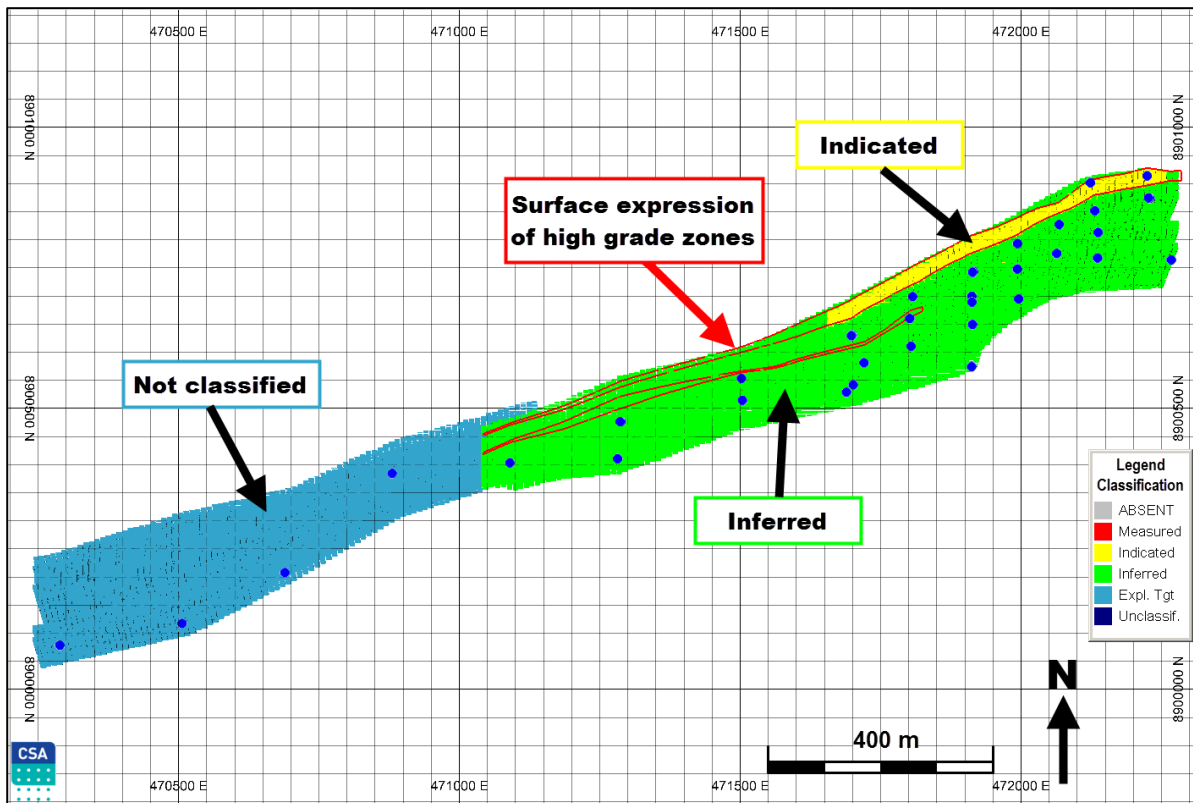 470500 E
471000 E
471500 E
472000 E
8901000 N
8901000 N
Indicated
Surface expression
of high grade zones
Not classified
8900500 N
8900500 N
Inferred
Legend
Classification
ABSENT
Measured
Indicated
Inferred
Expl. Tgt
Unclassif.
8900000 N
8900000 N
N
400 m
CSA
470500 E
471000 E
471500 E
472000 E